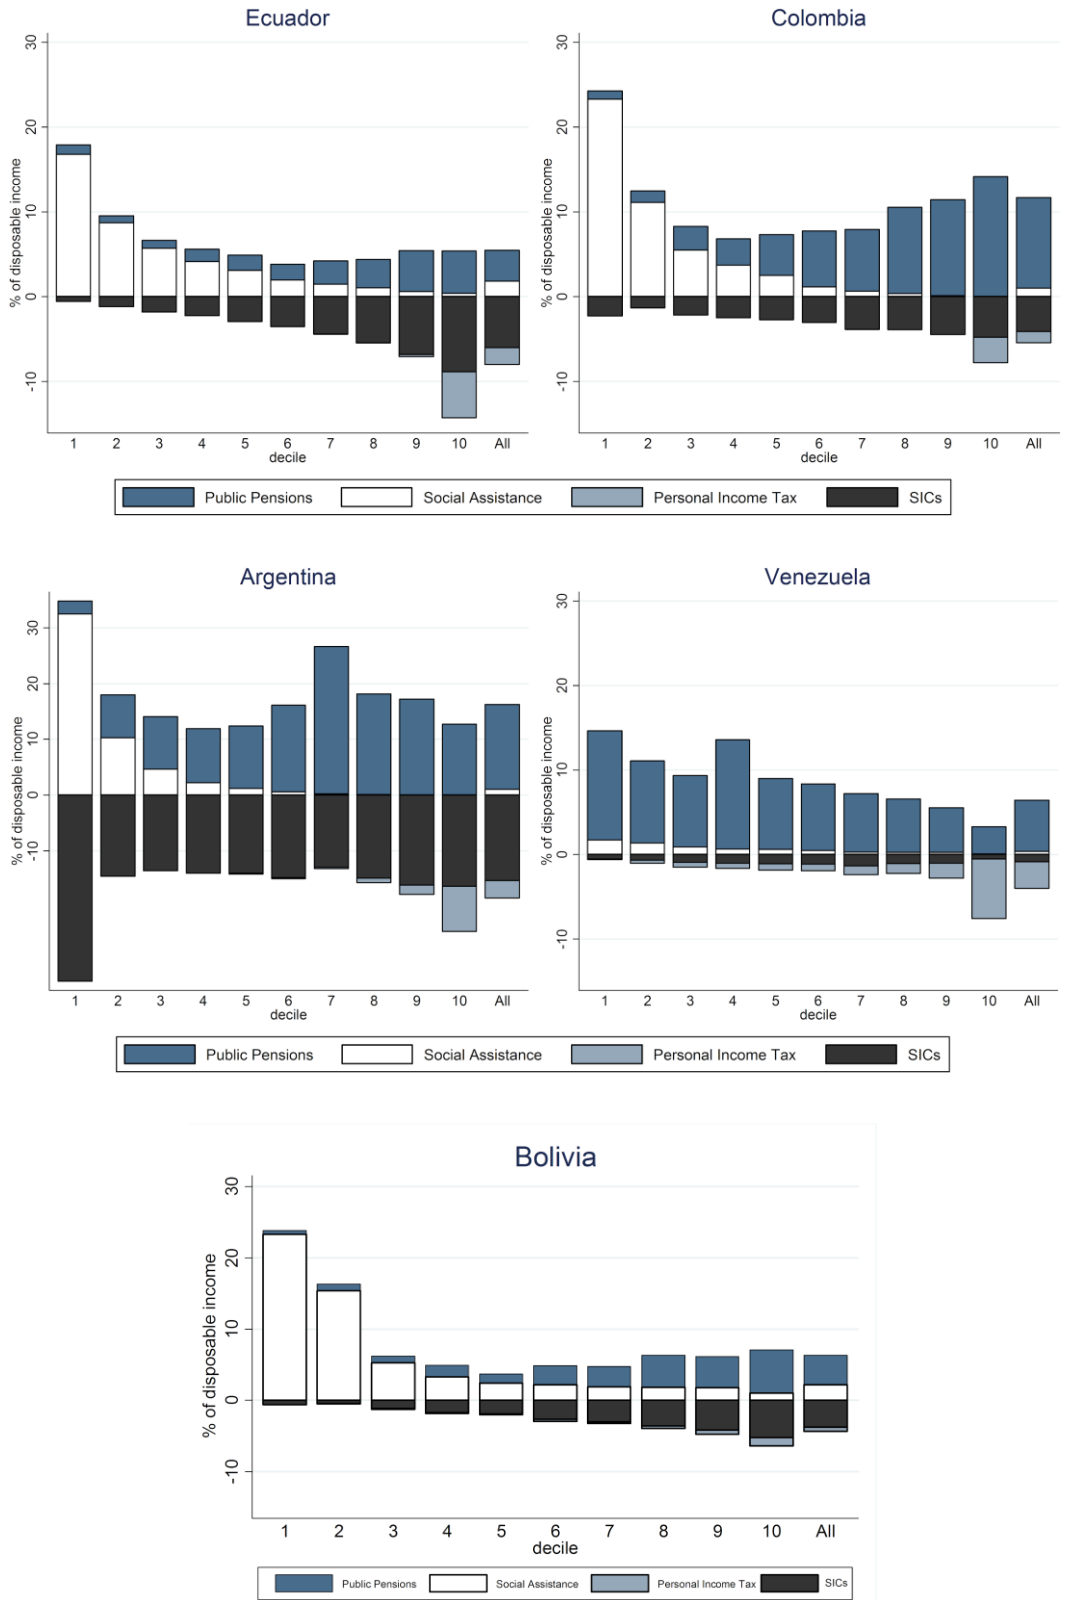 Ecuador
% of disposable income
30
20
10
0
-10
1 2 3 4 5 6 7 8 9 10 All
decile
Colombia
% of disposable income
30
20
10
0
-10
1 2 3 4 5 6 7 8 9 10 All
decile
Public Pensions Social Assistance Personal Income Tax SICs
Argentina
% of disposable income
30
20
10
0
-10
1 2 3 4 5 6 7 8 9 10 All
decile
Venezuela
% of disposable income
30
20
10
0
-10
1 2 3 4 5 6 7 8 9 10 All
decile
Public Pensions Social Assistance Personal Income Tax SICs
Bolivia
% of disposable income
30
20
10
0
-10
1 2 3 4 5 6 7 8 9 10 All
decile
Public Pensions Social Assistance Personal Income Tax SICs